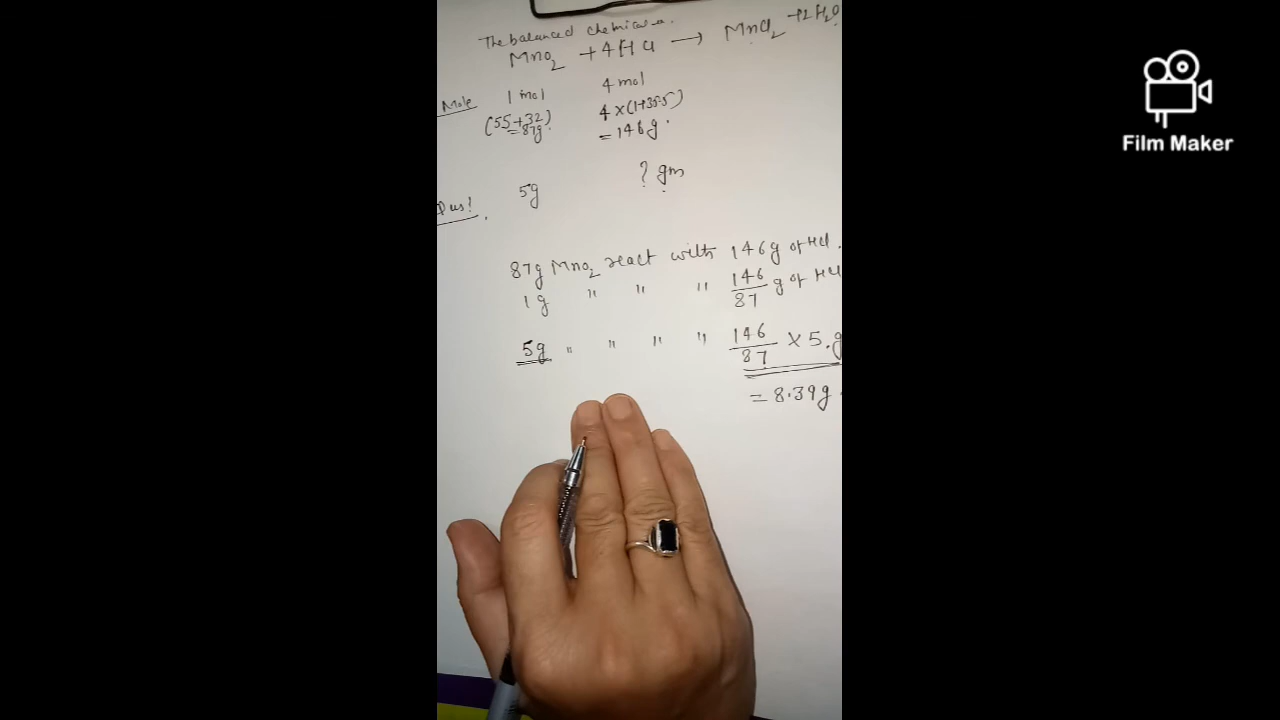 The balanced chemical
MnO2 + 4HCl → MnCl2 + 2H2O
Mole 1 mol 4 mol
(55+32) 4 x (1+35.5)
= 87g. = 146g.
5g ? gm
Ques!
87g MnO2 react with 146g of HCl.
1g " " " 146/87 g of HCl
5g " " " " 146/87 x 5.g
= 8.39g.
Film Maker